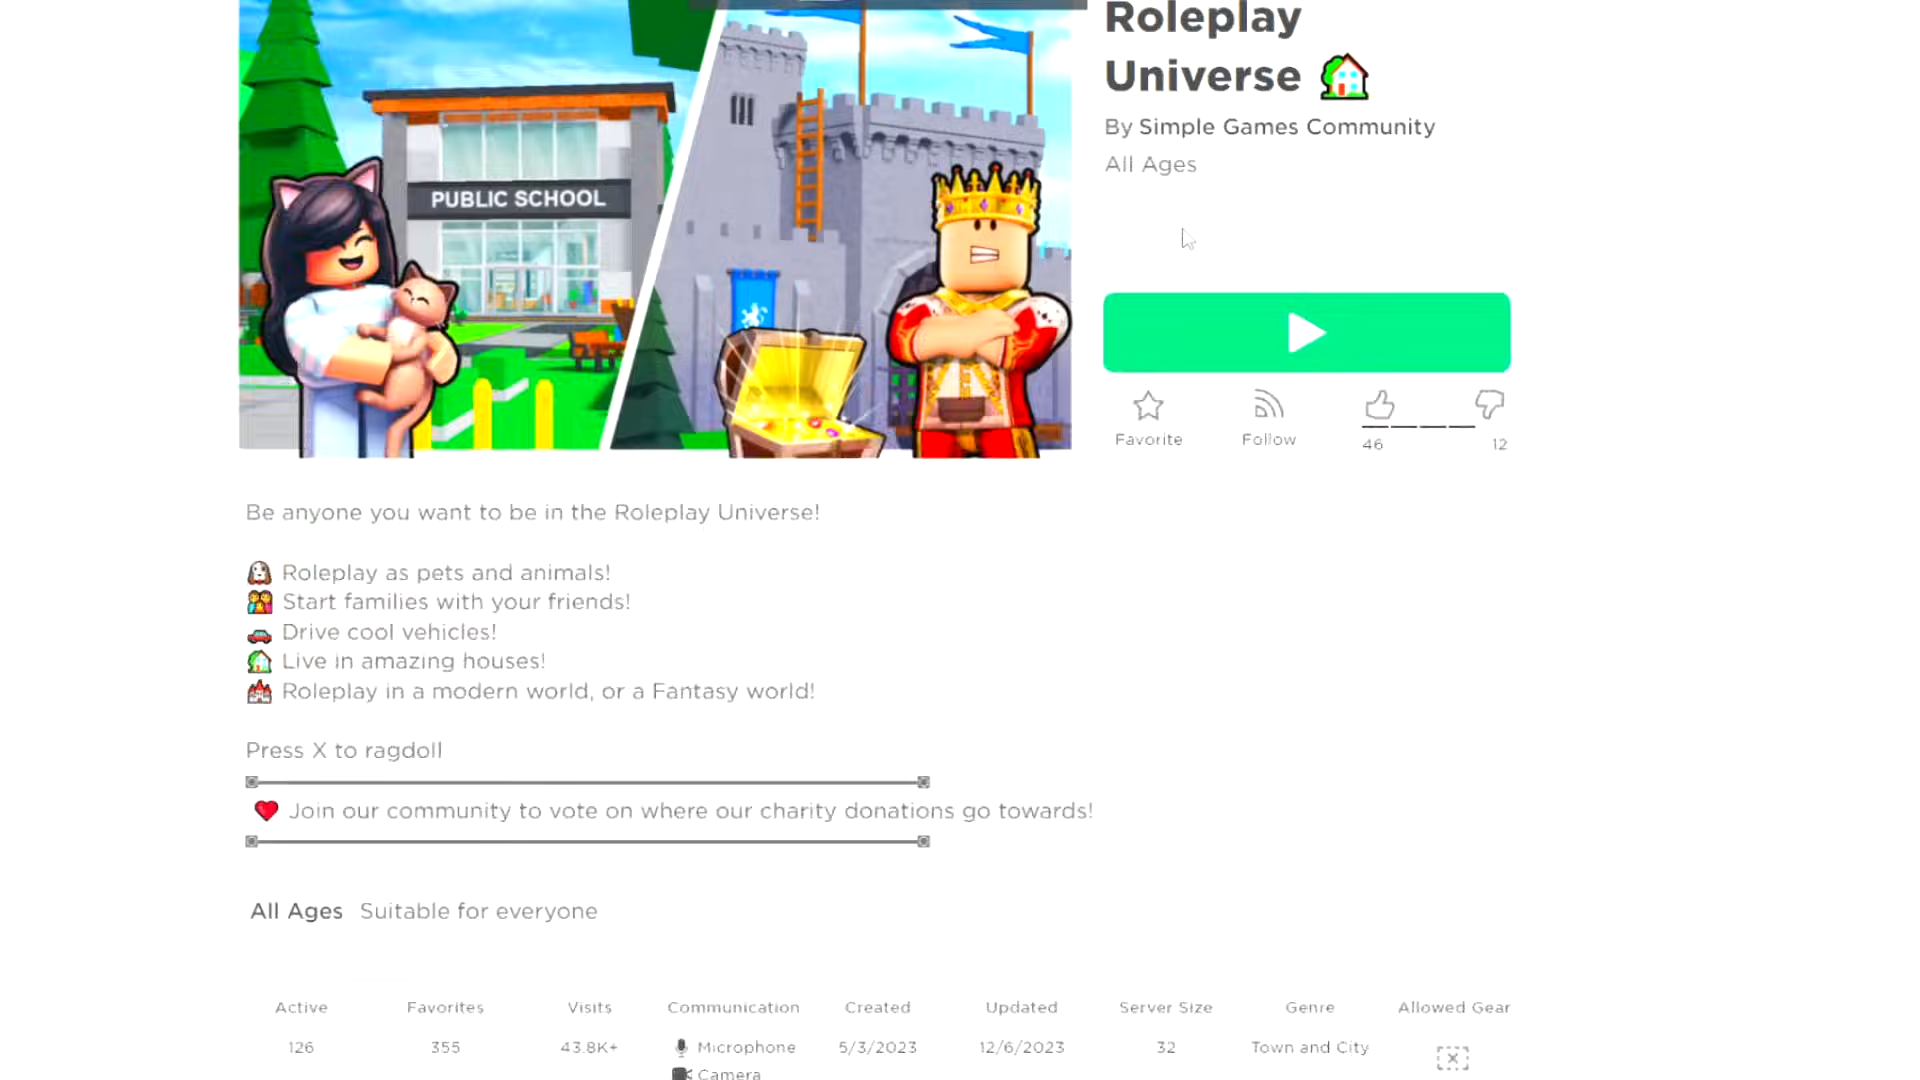 Roleplay
Universe
By Simple Games Community
All Ages
PUBLIC SCHOOL
Favorite
Follow
46
12
Be anyone you want to be in the Roleplay Universe!
Roleplay as pets and animals!
Start families with your friends!
Drive cool vehicles!
Live in amazing houses!
Roleplay in a modern world, or a Fantasy world!
Press X to ragdoll
Join our community to vote on where our charity donations go towards!
All Ages Suitable for everyone
Active Favorites Visits Communication Created Updated Server Size Genre Allowed Gear
126 355 43.8K+ Microphone 5/3/2023 12/6/2023 32 Town and City
Camera